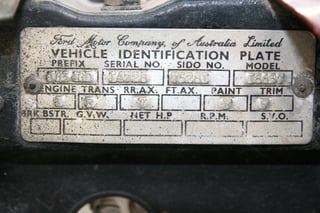 Ford Motor Company, of Australia Limited
VEHICLE IDENTIFICATION PLATE
PREFIX SERIAL NO. SIDO NO. MODEL
ENGINE TRANS RR.AX. FT.AX. PAINT TRIM
BRK BSTR. G.V.W. NET H.P R.P.M. S.V.O.